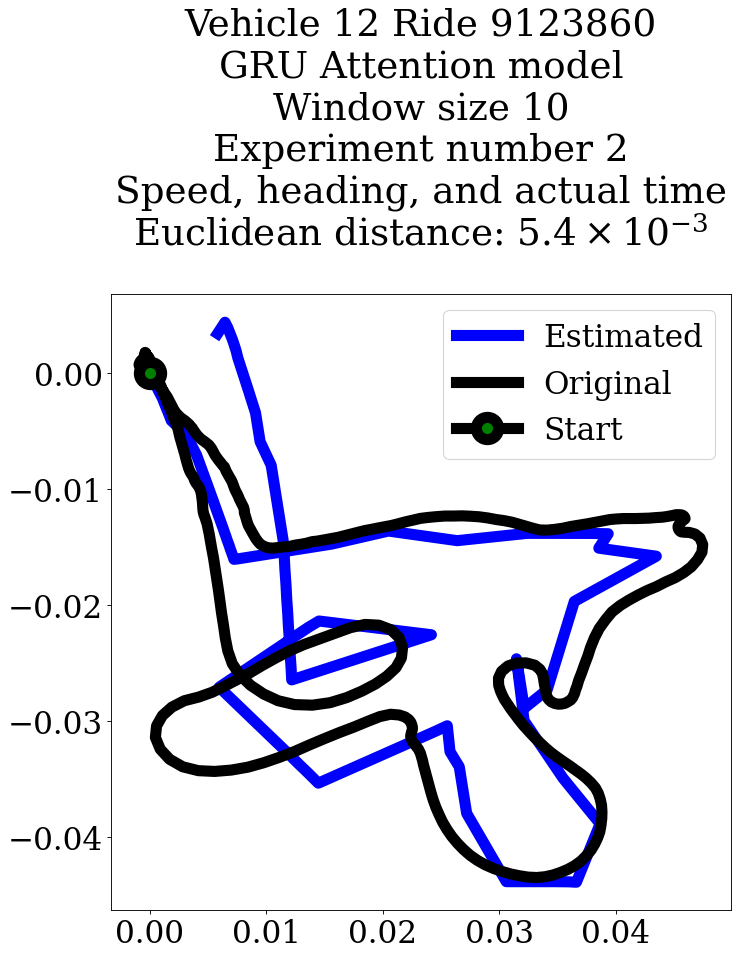 Vehicle 12 Ride 9123860
GRU Attention model
Window size 10
Experiment number 2
Speed, heading, and actual time
Euclidean distance: 5.4 × 10⁻³
Estimated
Original
Start
0.00
−0.01
−0.02
−0.03
−0.04
0.00 0.01 0.02 0.03 0.04